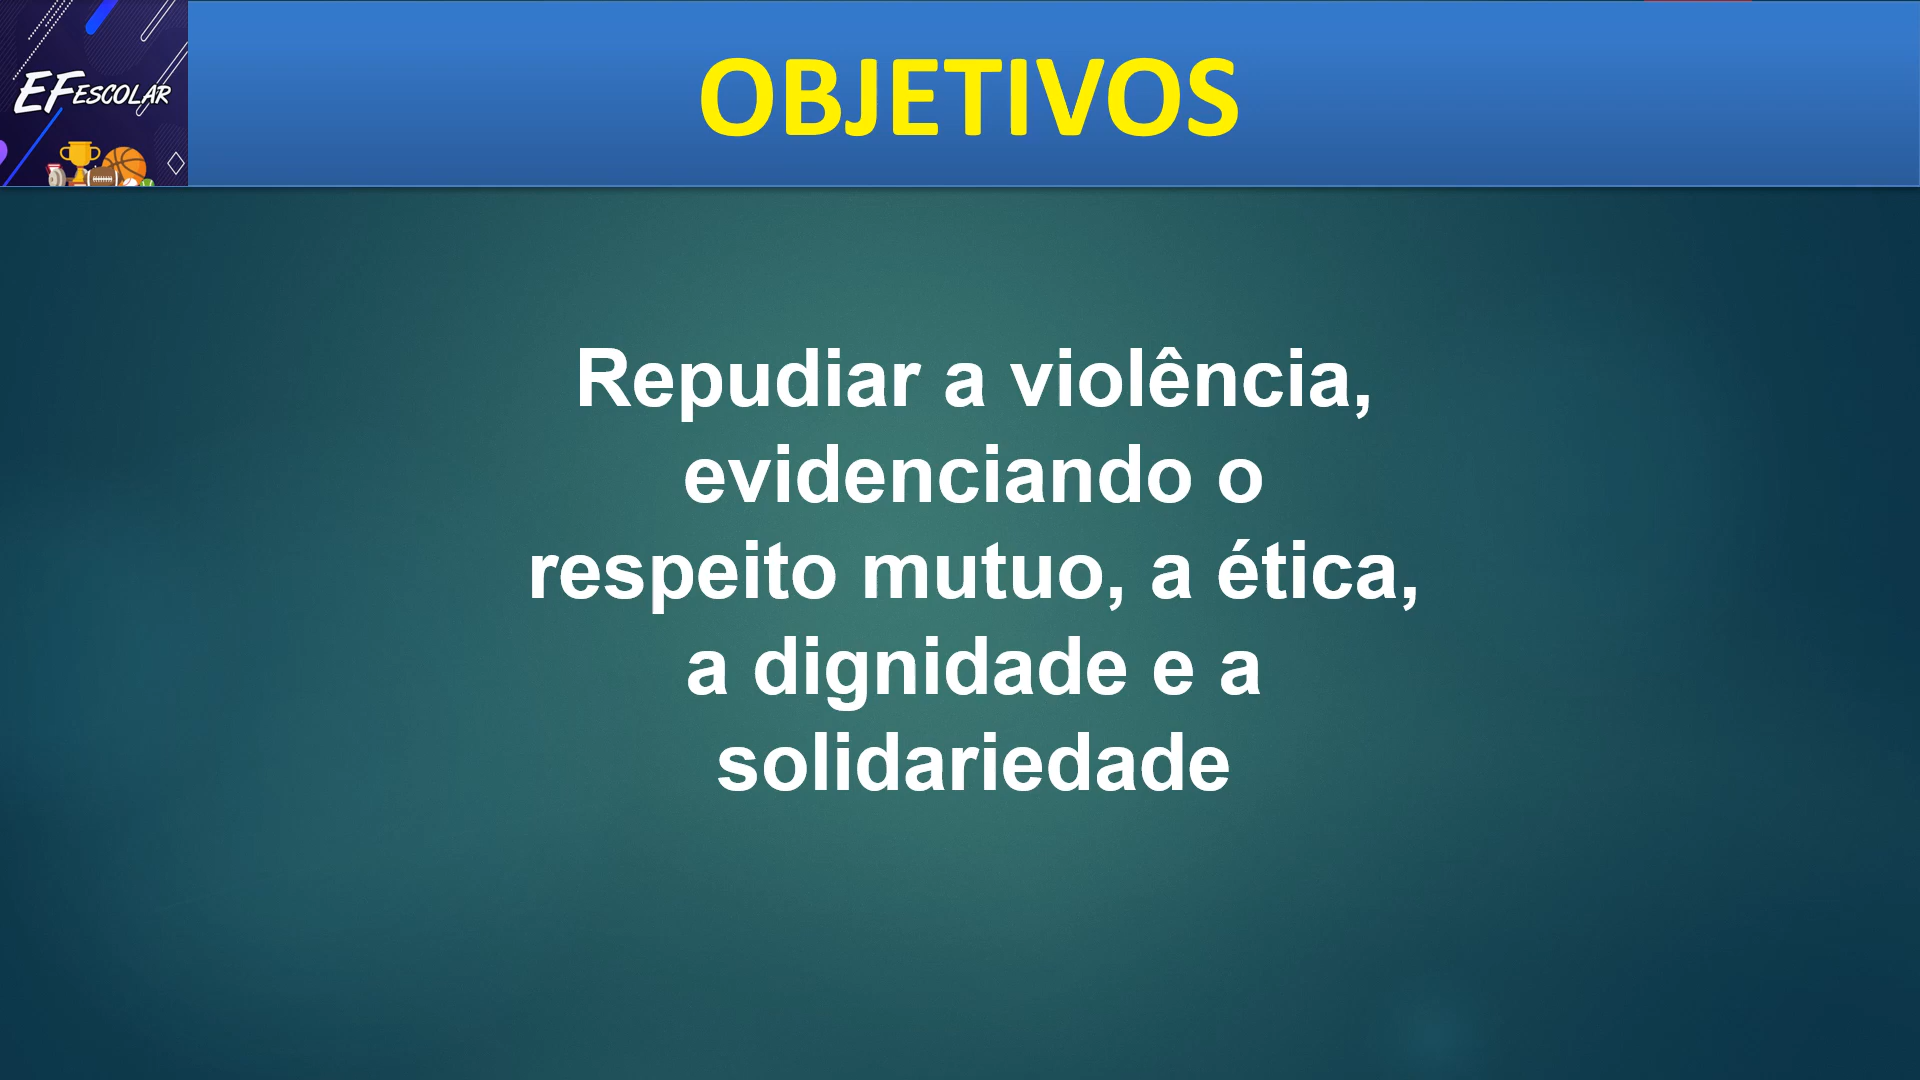 EFESCOLAR
OBJETIVOS
Repudiar a violência,
evidenciando o
respeito mutuo, a ética,
a dignidade e a
solidariedade